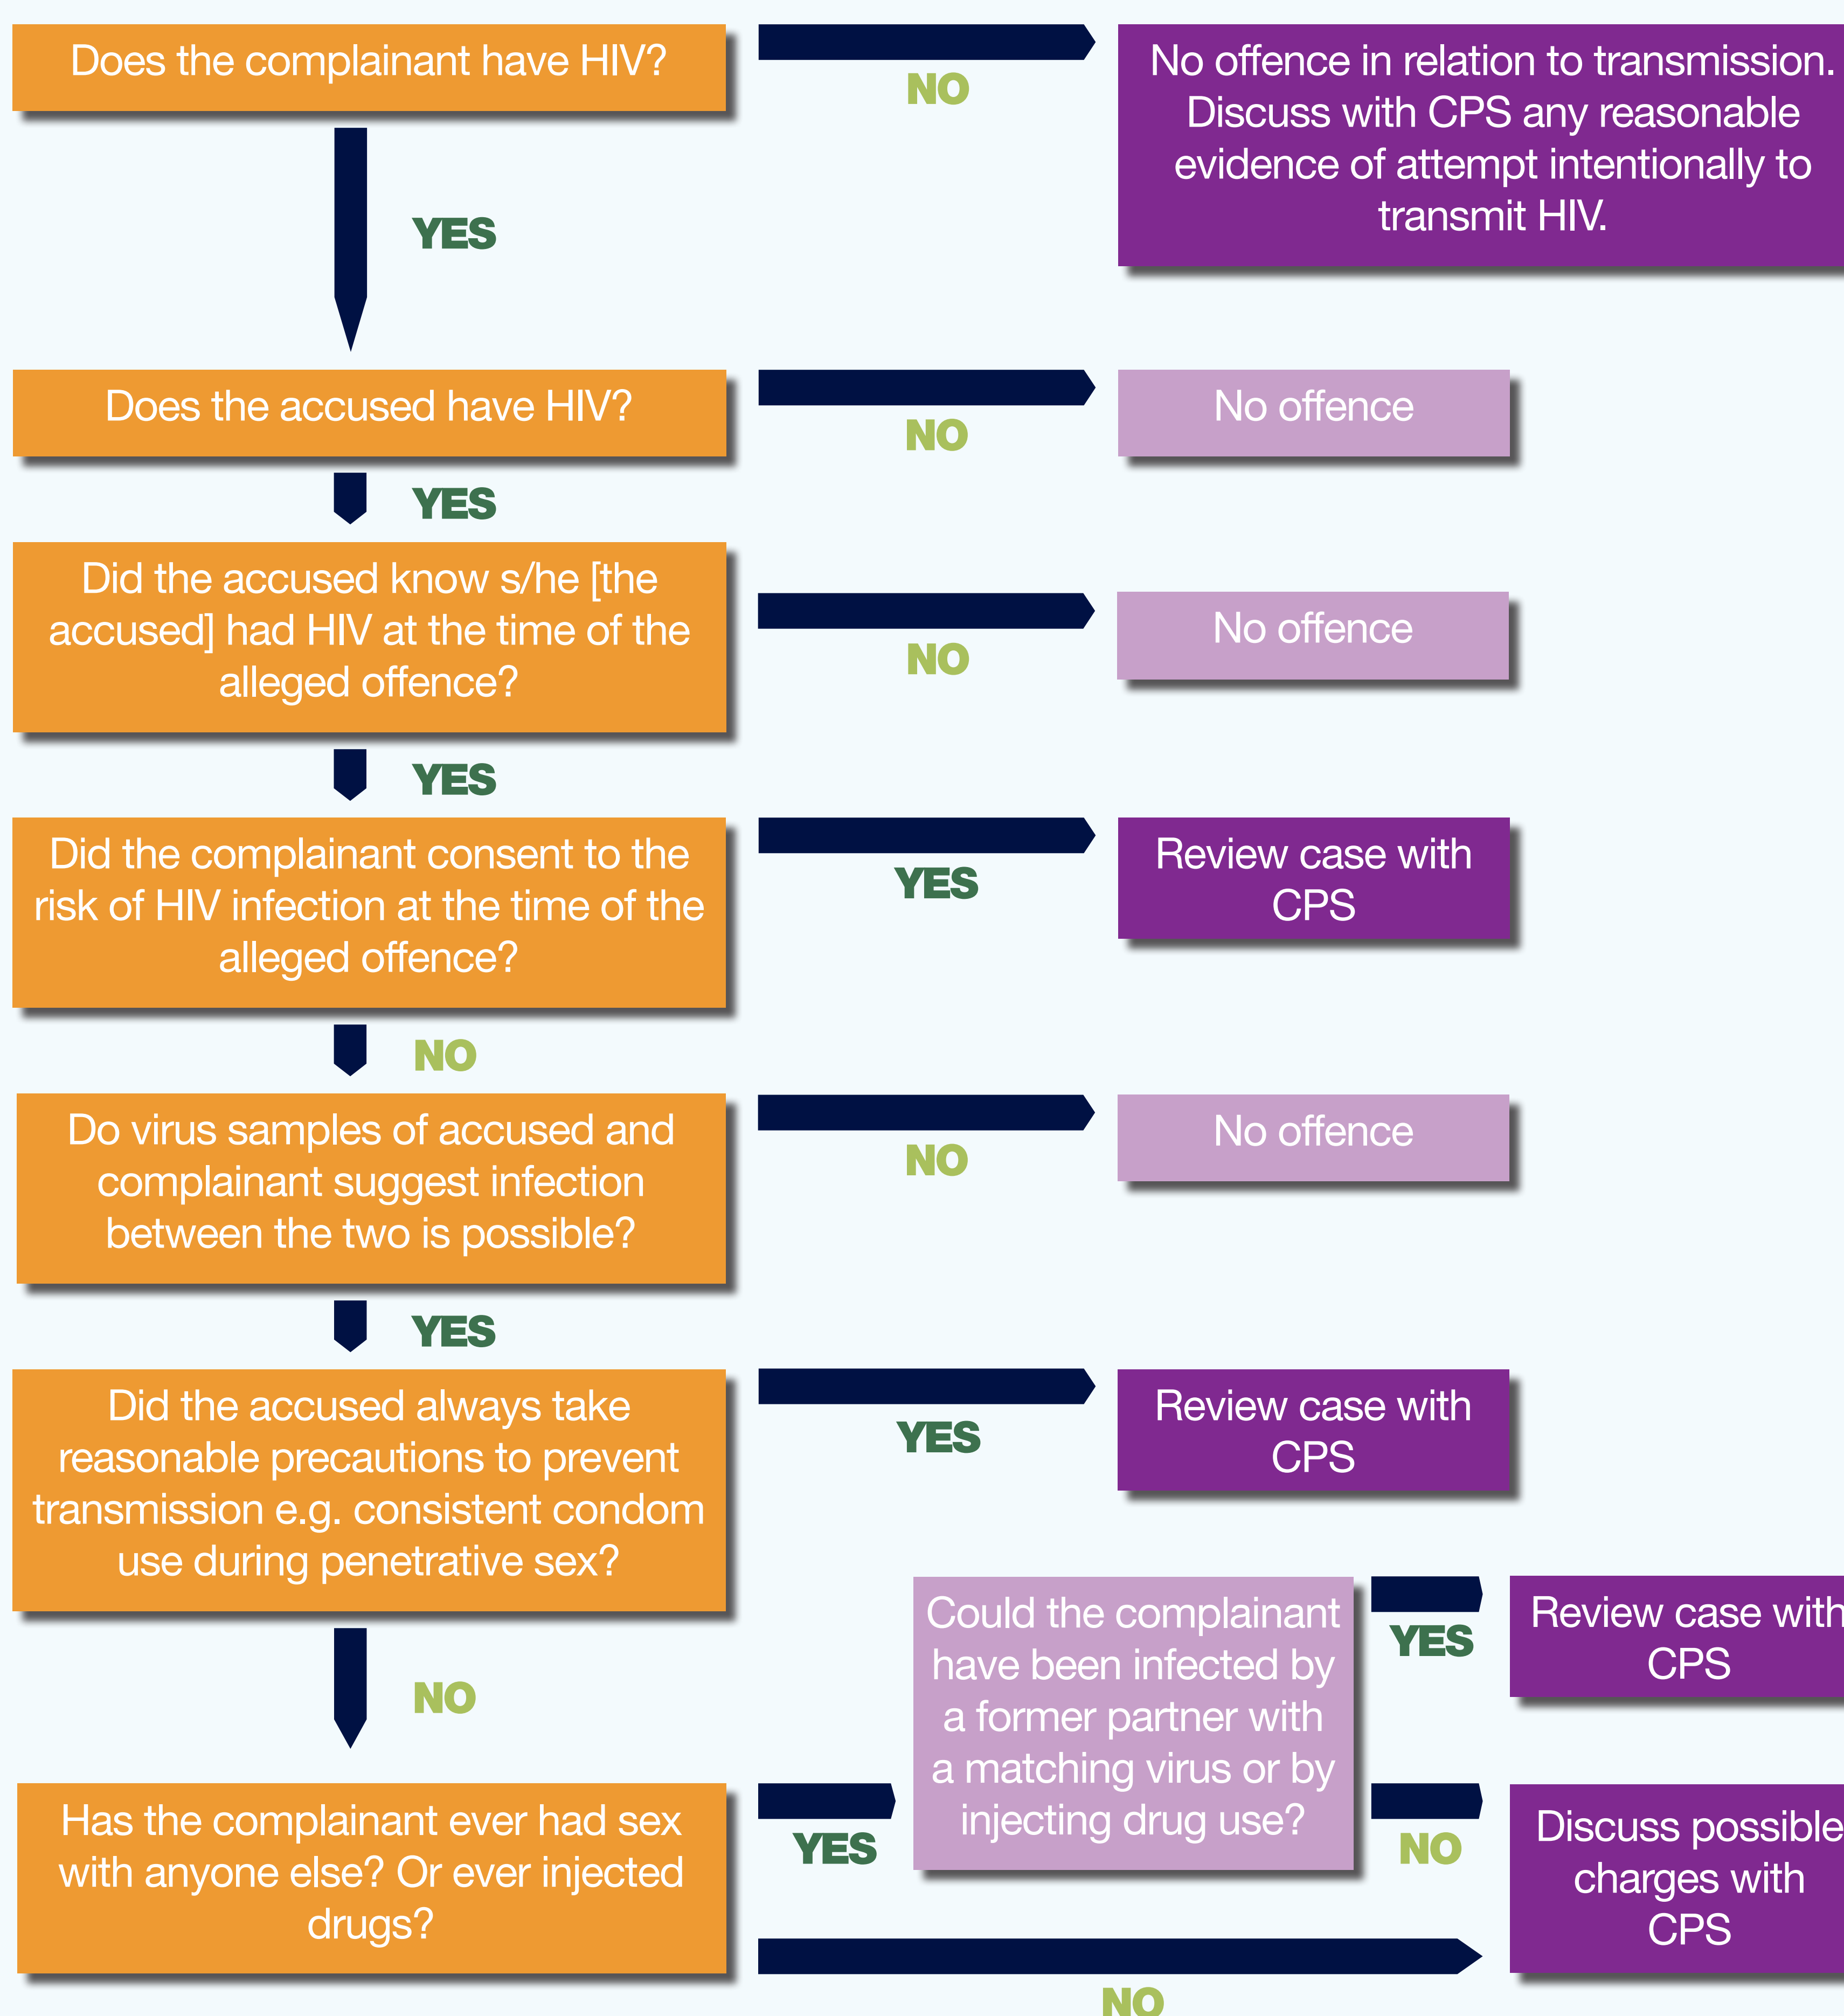 Does the complainant have HIV?
NO
No offence in relation to transmission.
Discuss with CPS any reasonable
evidence of attempt intentionally to
transmit HIV.
YES
Does the accused have HIV?
NO
No offence
YES
Did the accused know s/he [the
accused] had HIV at the time of the
alleged offence?
NO
No offence
YES
Did the complainant consent to the
risk of HIV infection at the time of the
alleged offence?
YES
Review case with
CPS
NO
Do virus samples of accused and
complainant suggest infection
between the two is possible?
NO
No offence
YES
Did the accused always take
reasonable precautions to prevent
transmission e.g. consistent condom
use during penetrative sex?
YES
Review case with
CPS
NO
Has the complainant ever had sex
with anyone else? Or ever injected
drugs?
YES
Could the complainant
have been infected by
a former partner with
a matching virus or by
injecting drug use?
YES
Review case with
CPS
NO
Discuss possible
charges with
CPS
NO